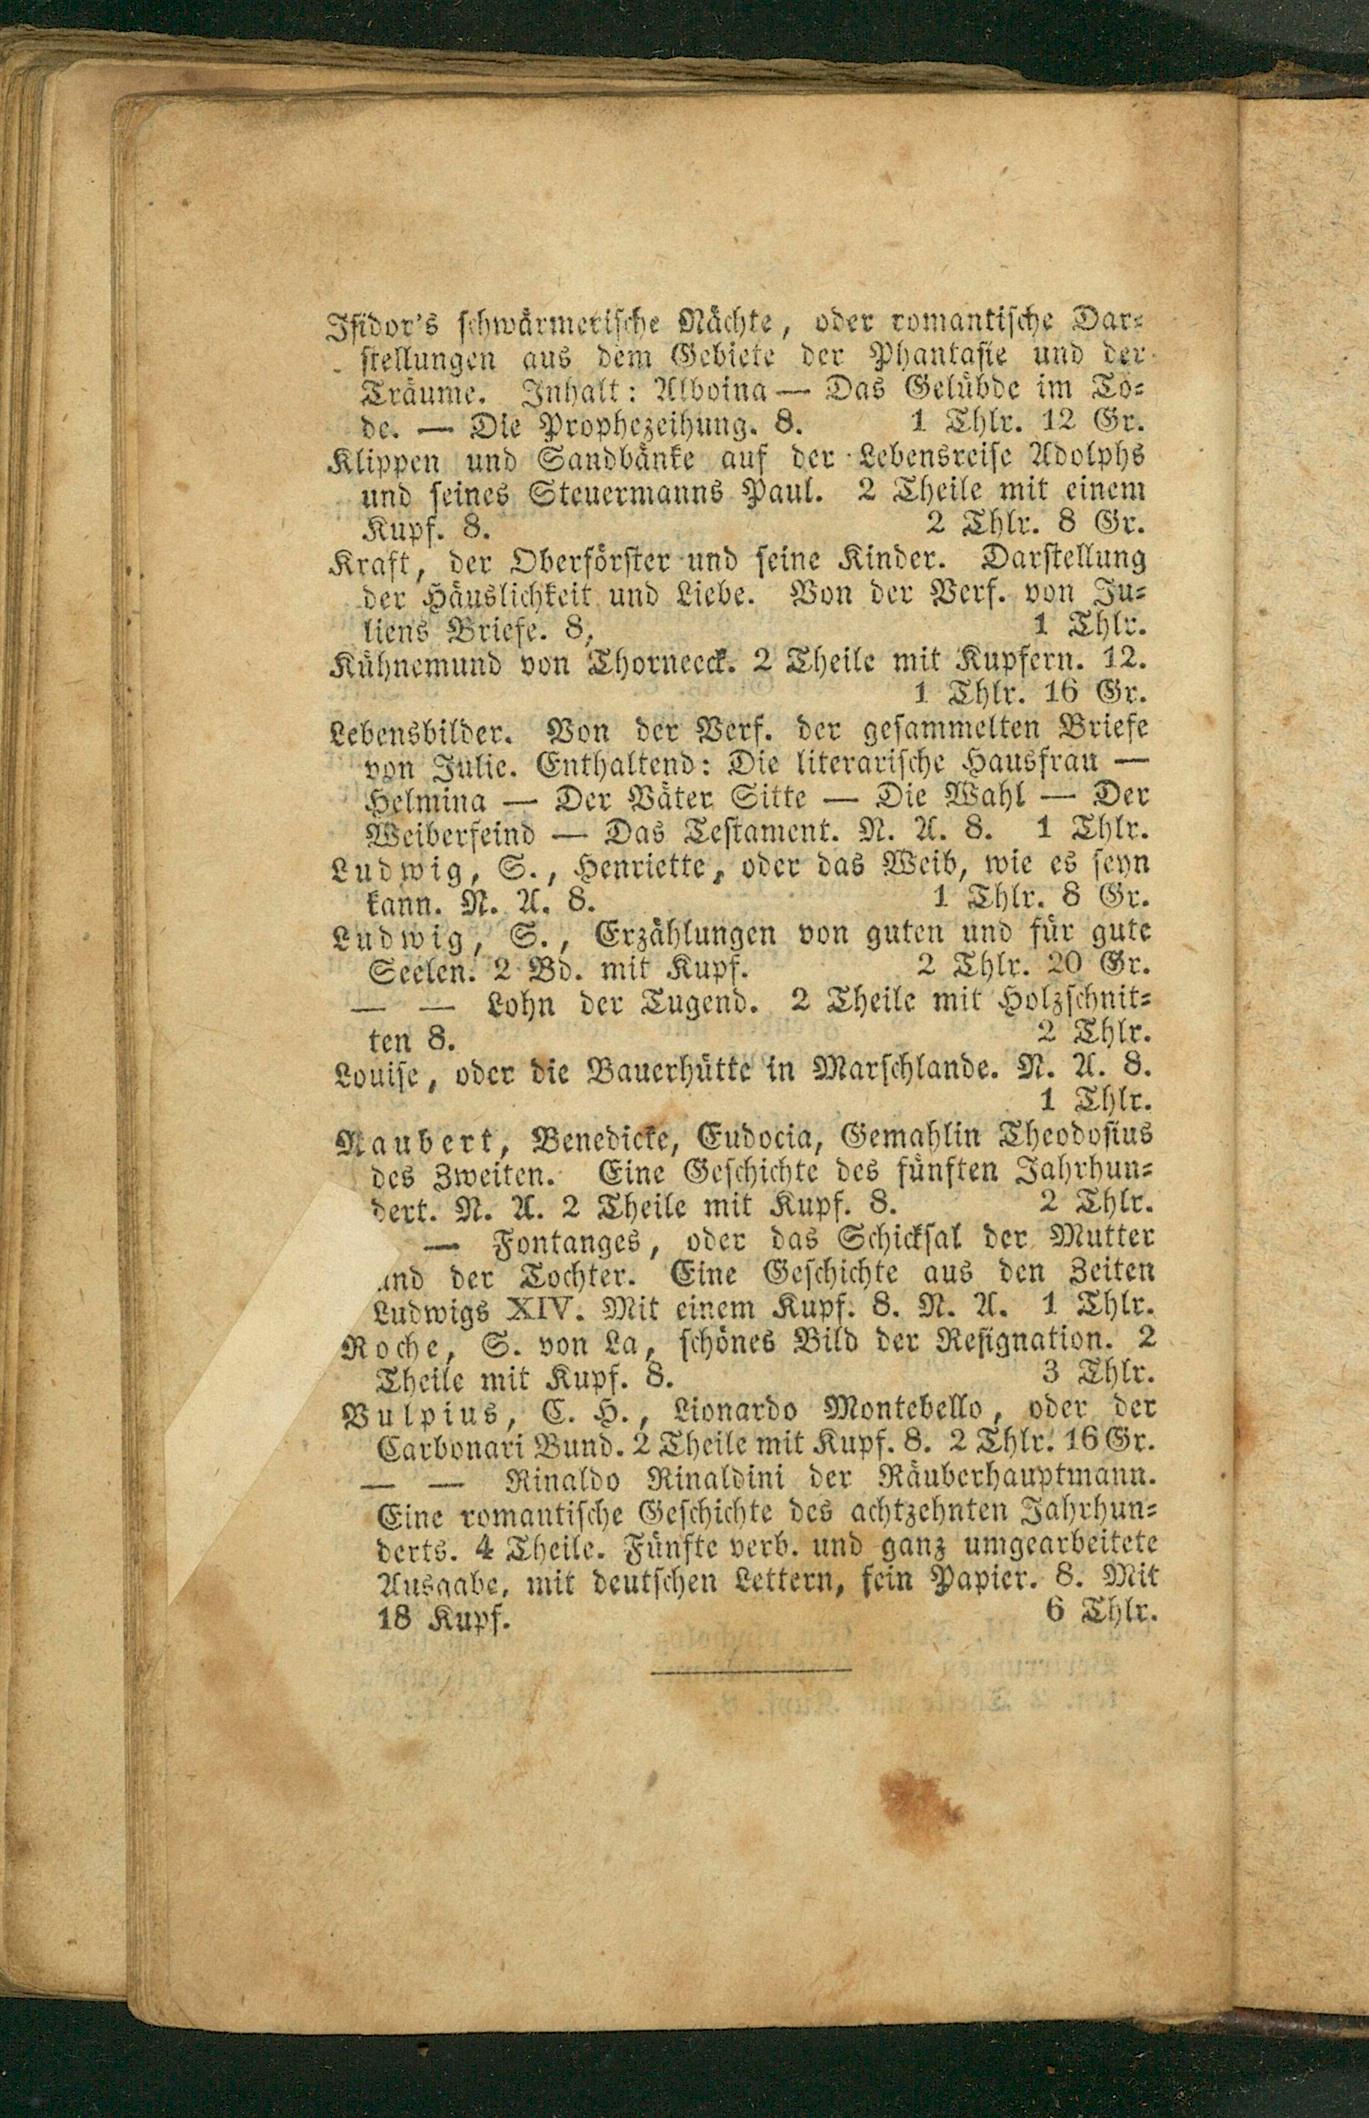 Isidor's schwärmerische Nächte, oder romantische Dar-
stellungen aus dem Gebiete der Phantasie und der
Träume. Inhalt: Alboina — Das Gelübde im To-
de. — Die Prophezeihung. 8. 1 Thlr. 12 Gr.
Klippen und Sandbänke auf der Lebensreise Adolphs
und seines Steuermanns Paul. 2 Theile mit einem
Kupf. 8. 2 Thlr. 8 Gr.
Kraft, der Oberförster und seine Kinder. Darstellung
der Häuslichkeit und Liebe. Von der Verf. von Ju-
liens Briefe. 8. 1 Thlr.
Kühnemund von Thorneeck. 2 Theile mit Kupfern. 12.
1 Thlr. 16 Gr.
Lebensbilder. Von der Verf. der gesammelten Briefe
von Julie. Enthaltend: Die literarische Hausfrau —
Helmina — Der Väter Sitte — Die Wahl — Der
Weiberfeind — Das Testament. N. A. 8. 1 Thlr.
Ludwig, S., Henriette, oder das Weib, wie es seyn
kann. N. A. 8. 1 Thlr. 8 Gr.
Ludwig, S., Erzählungen von guten und für gute
Seelen. 2 Bd. mit Kupf. 2 Thlr. 20 Gr.
— — Lohn der Tugend. 2 Theile mit Holzschnit-
ten 8. 2 Thlr.
Louise, oder die Bauerhütte in Marschlande. N. A. 8.
1 Thlr.
Naubert, Benedicke, Eudocia, Gemahlin Theodosius
des Zweiten. Eine Geschichte des fünften Jahrhun-
dert. N. A. 2 Theile mit Kupf. 8. 2 Thlr.
— Fontanges, oder das Schicksal der Mutter
und der Tochter. Eine Geschichte aus den Zeiten
Ludwigs XIV. Mit einem Kupf. 8. N. A. 1 Thlr.
Roche, S. von La, schönes Bild der Resignation. 2
Theile mit Kupf. 8. 3 Thlr.
Vulpius, C. H., Lionardo Montebello, oder der
Carbonari Bund. 2 Theile mit Kupf. 8. 2 Thlr. 16 Gr.
— — Rinaldo Rinaldini der Räuberhauptmann.
Eine romantische Geschichte des achtzehnten Jahrhun-
derts. 4 Theile. Fünfte verb. und ganz umgearbeitete
Ausgabe, mit deutschen Lettern, fein Papier. 8. Mit
18 Kupf. 6 Thlr.